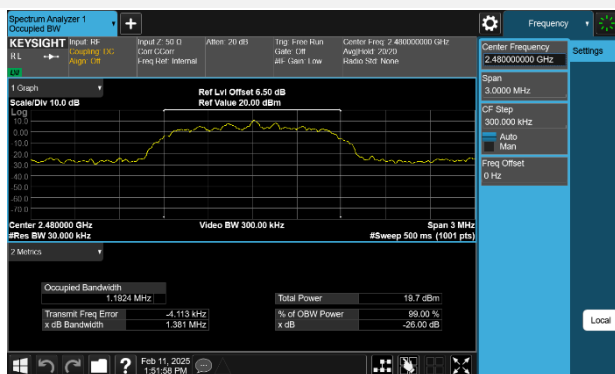 Spectrum Analyzer 1
Occupied BW
Frequency
KEYSIGHT
RL
Input: RF
Coupling: DC
Align: Off
Input Z: 50 Ω
Corr CCorr
Freq Ref: Internal
Atten: 20 dB
Trig: Free Run
Gate: Off
#IF Gain: Low
Center Freq: 2.480000000 GHz
Avg|Hold: 20/20
Radio Std: None
1 Graph
Scale/Div 10.0 dB
Ref Lvl Offset 6.50 dB
Ref Value 20.00 dBm
Log
10.0
0.00
-10.0
-20.0
-30.0
-40.0
-50.0
-60.0
-70.0
Center 2.480000 GHz
#Res BW 30.000 kHz
Video BW 300.00 kHz
Span 3 MHz
#Sweep 500 ms (1001 pts)
2 Metrics
Occupied Bandwidth
1.1924 MHz
Transmit Freq Error -4.113 kHz
x dB Bandwidth 1.381 MHz
Total Power 19.7 dBm
% of OBW Power 99.00 %
x dB -26.00 dB
Feb 11, 2025
1:51:58 PM
Center Frequency
2.480000000 GHz
Span
3.0000 MHz
CF Step
300.000 kHz
Auto
Man
Freq Offset
0 Hz
Settings
Local